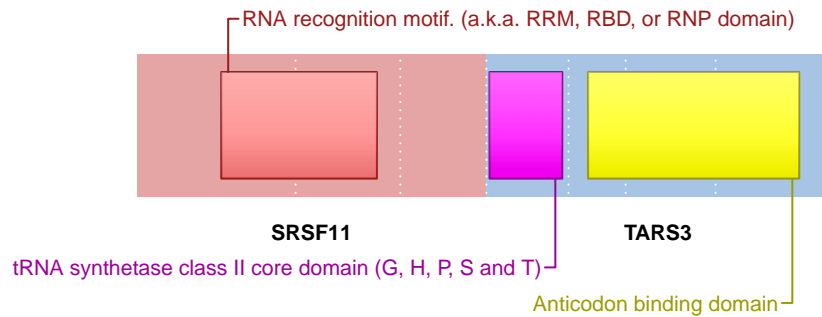 RNA recognition motif. (a.k.a. RRM, RBD, or RNP domain)
SRSF11
TARS3
tRNA synthetase class II core domain (G, H, P, S and T)
Anticodon binding domain